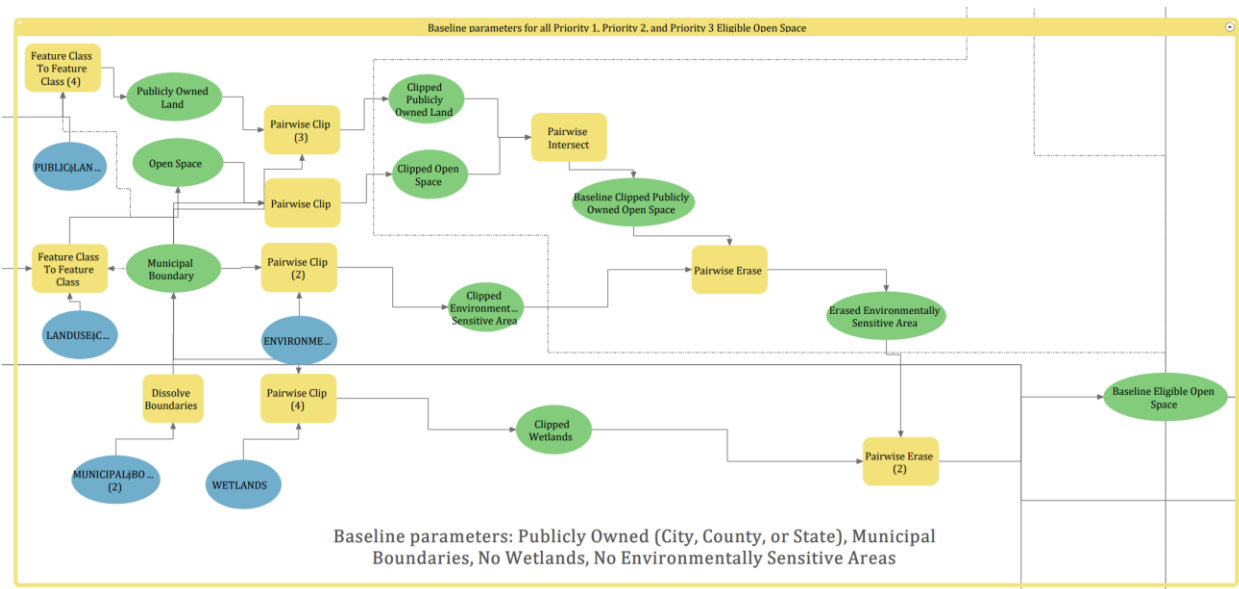 Baseline parameters for all Priority 1, Priority 2, and Priority 3 Eligible Open Space
Feature Class
To Feature
Class (4)
Publicly Owned
Land
Clipped
Publicly
Owned Land
Pairwise Clip
(3)
Pairwise
Intersect
PUBLIC LAN...
Open Space
Clipped Open
Space
Pairwise Clip
Baseline Clipped Publicly
Owned Open Space
Feature Class
To Feature
Class
Municipal
Boundary
Pairwise Clip
(2)
Pairwise Erase
Clipped
Environment...
Sensitive Area
Erased Environmentally
Sensitive Area
LANDUSE C...
ENVIRONME...
Dissolve
Boundaries
Pairwise Clip
(4)
Baseline Eligible Open
Space
Clipped
Wetlands
Pairwise Erase
(2)
MUNICIPAL BO...
(2)
WETLANDS
Baseline parameters: Publicly Owned (City, County, or State), Municipal
Boundaries, No Wetlands, No Environmentally Sensitive Areas